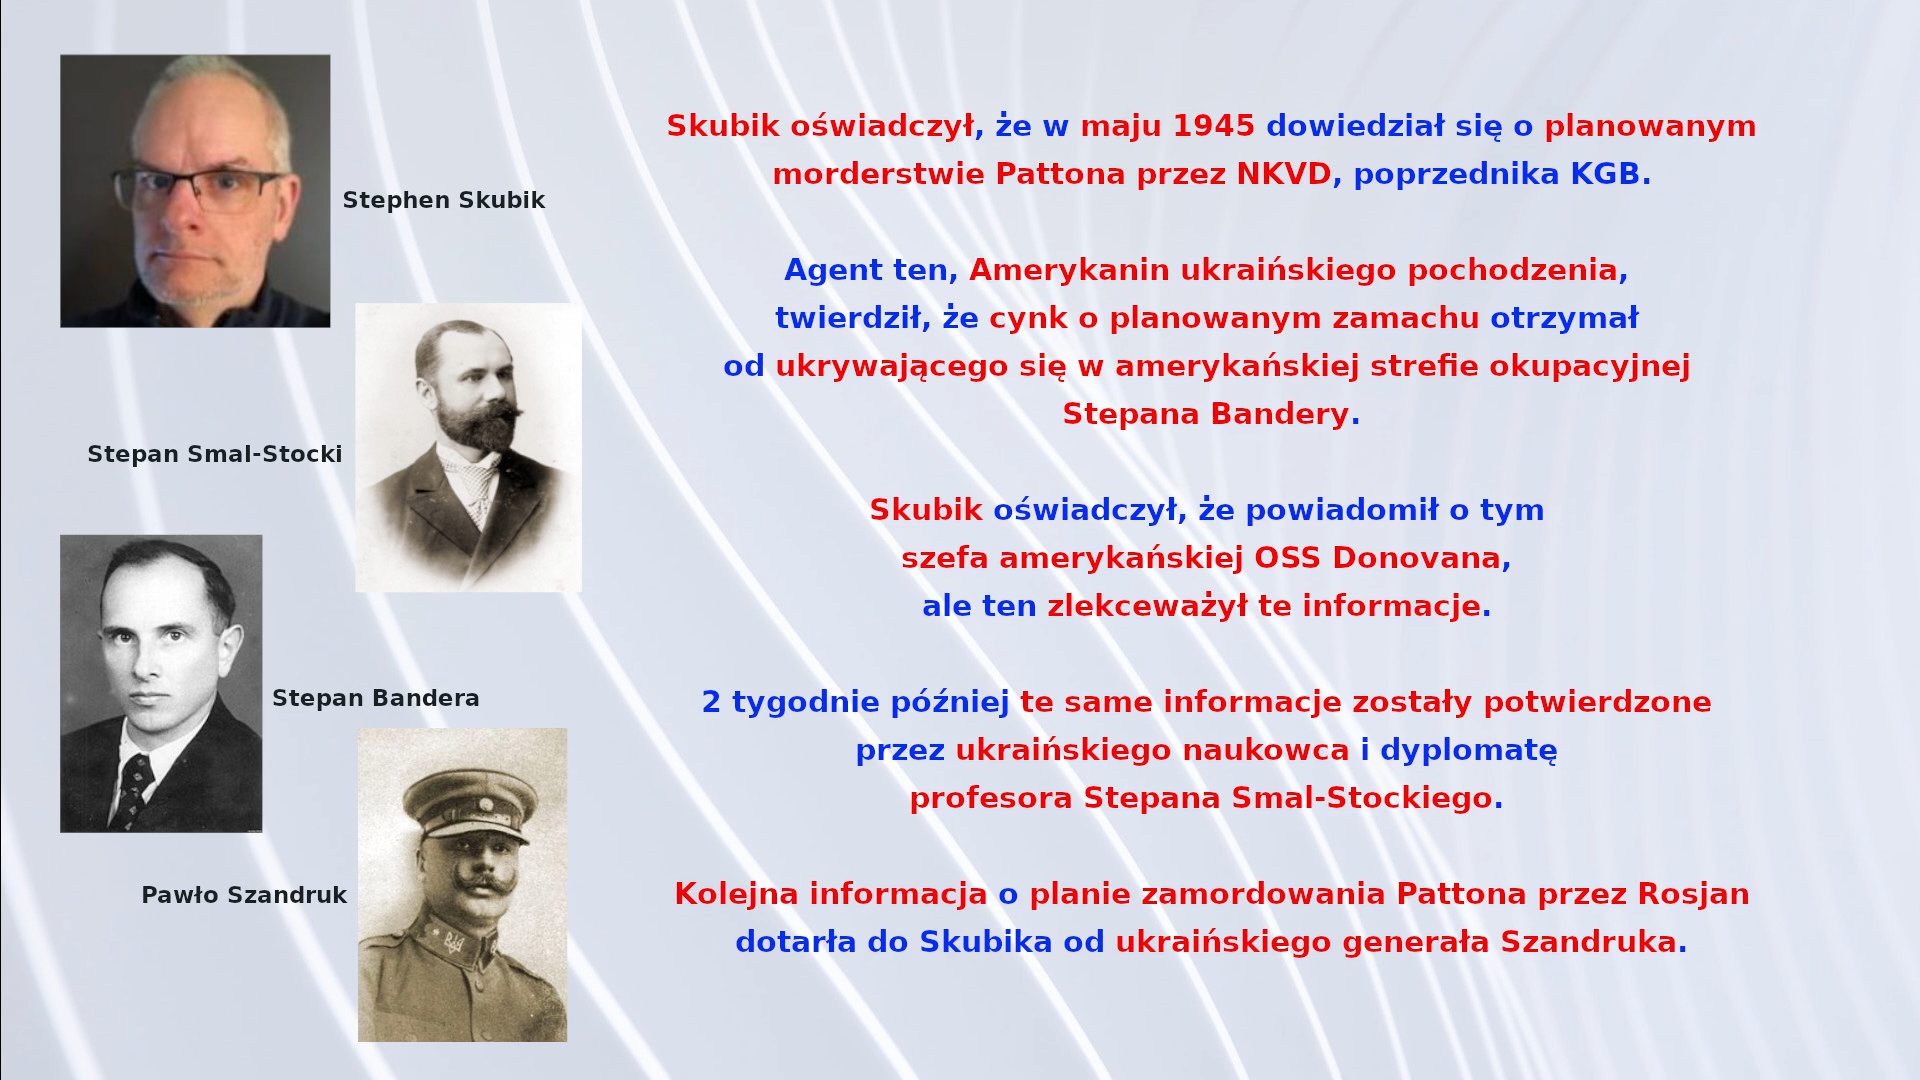 Stephen Skubik
Stepan Smal-Stocki
Stepan Bandera
Pawło Szandruk
Skubik oświadczył, że w maju 1945 dowiedział się o planowanym
morderstwie Pattona przez NKVD, poprzednika KGB.
Agent ten, Amerykanin ukraińskiego pochodzenia,
twierdził, że cynk o planowanym zamachu otrzymał
od ukrywającego się w amerykańskiej strefie okupacyjnej
Stepana Bandery.
Skubik oświadczył, że powiadomił o tym
szefa amerykańskiej OSS Donovana,
ale ten zlekceważył te informacje.
2 tygodnie później te same informacje zostały potwierdzone
przez ukraińskiego naukowca i dyplomatę
profesora Stepana Smal-Stockiego.
Kolejna informacja o planie zamordowania Pattona przez Rosjan
dotarła do Skubika od ukraińskiego generała Szandruka.